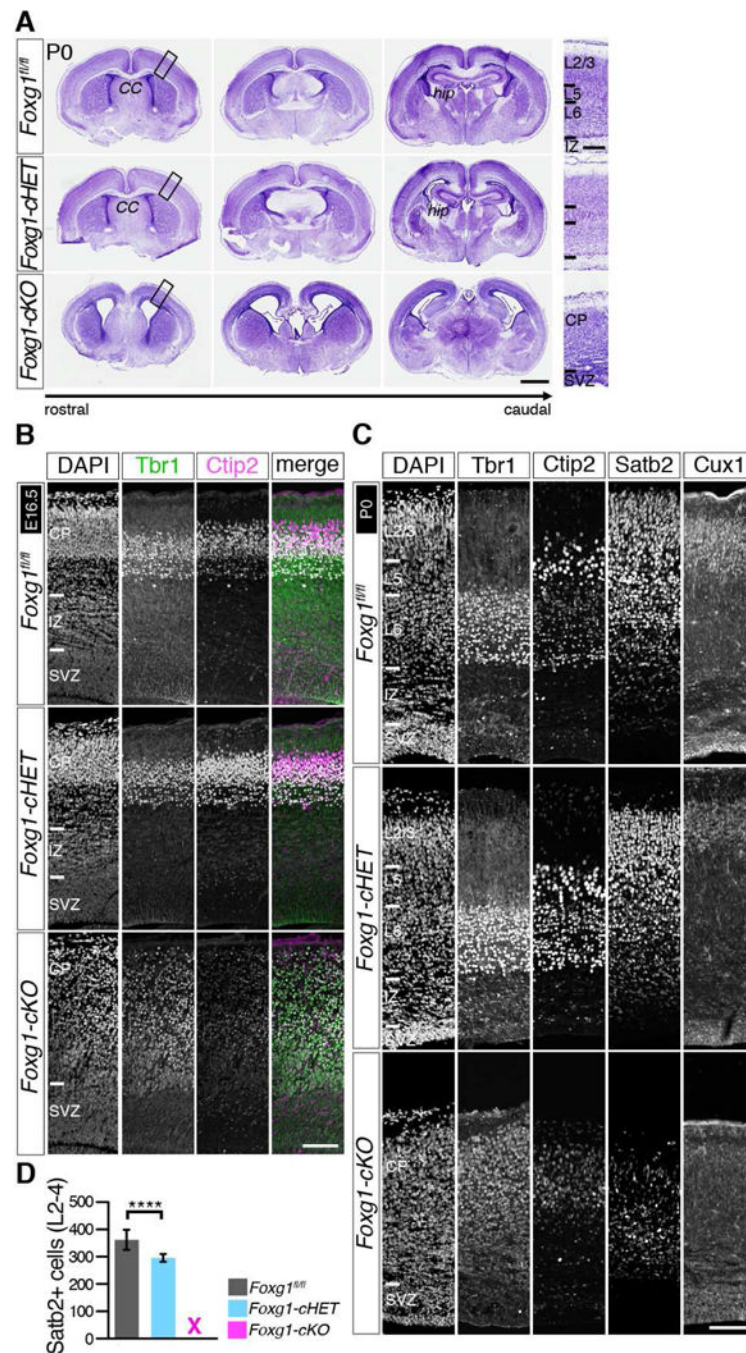 A
P0
Foxg1fl/fl
CC
hip
L2/3
L5
L6
IZ
Foxg1-cHET
CC
hip
Foxg1-cKO
CP
SVZ
rostral caudal
B
DAPI Tbr1 Ctip2 merge
E16.5
Foxg1fl/fl
CP
IZ
SVZ
Foxg1-cHET
CP
IZ
SVZ
Foxg1-cKO
CP
SVZ
C
DAPI Tbr1 Ctip2 Satb2 Cux1
P0
Foxg1fl/fl
L2/3
L5
L6
IZ
SVZ
Foxg1-cHET
L2/3
L5
L6
IZ
SVZ
Foxg1-cKO
CP
SVZ
D
Satb2+ cells (L2-4)
500
400
300
200
100
0
****
X
Foxg1fl/fl
Foxg1-cHET
Foxg1-cKO